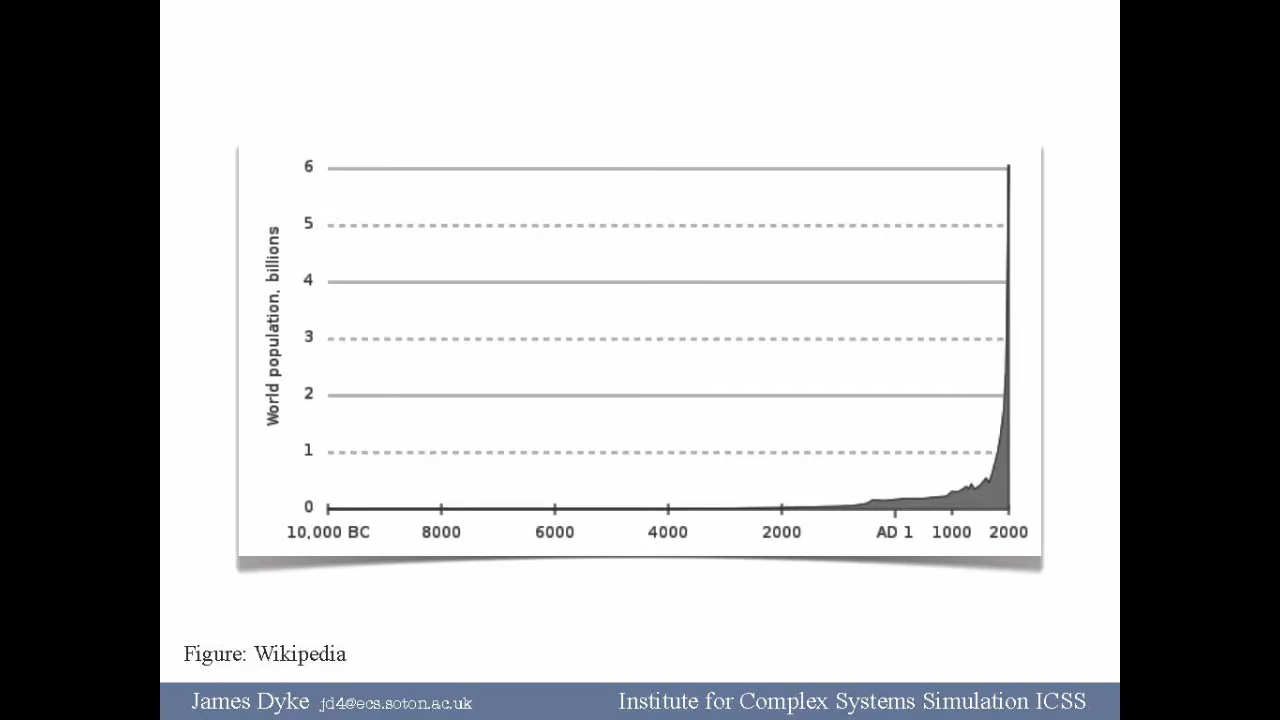 6
5
4
3
2
1
0
World population, billions
10,000 BC 8000 6000 4000 2000 AD 1 1000 2000
Figure: Wikipedia
James Dyke jd4@ecs.soton.ac.uk Institute for Complex Systems Simulation ICSS